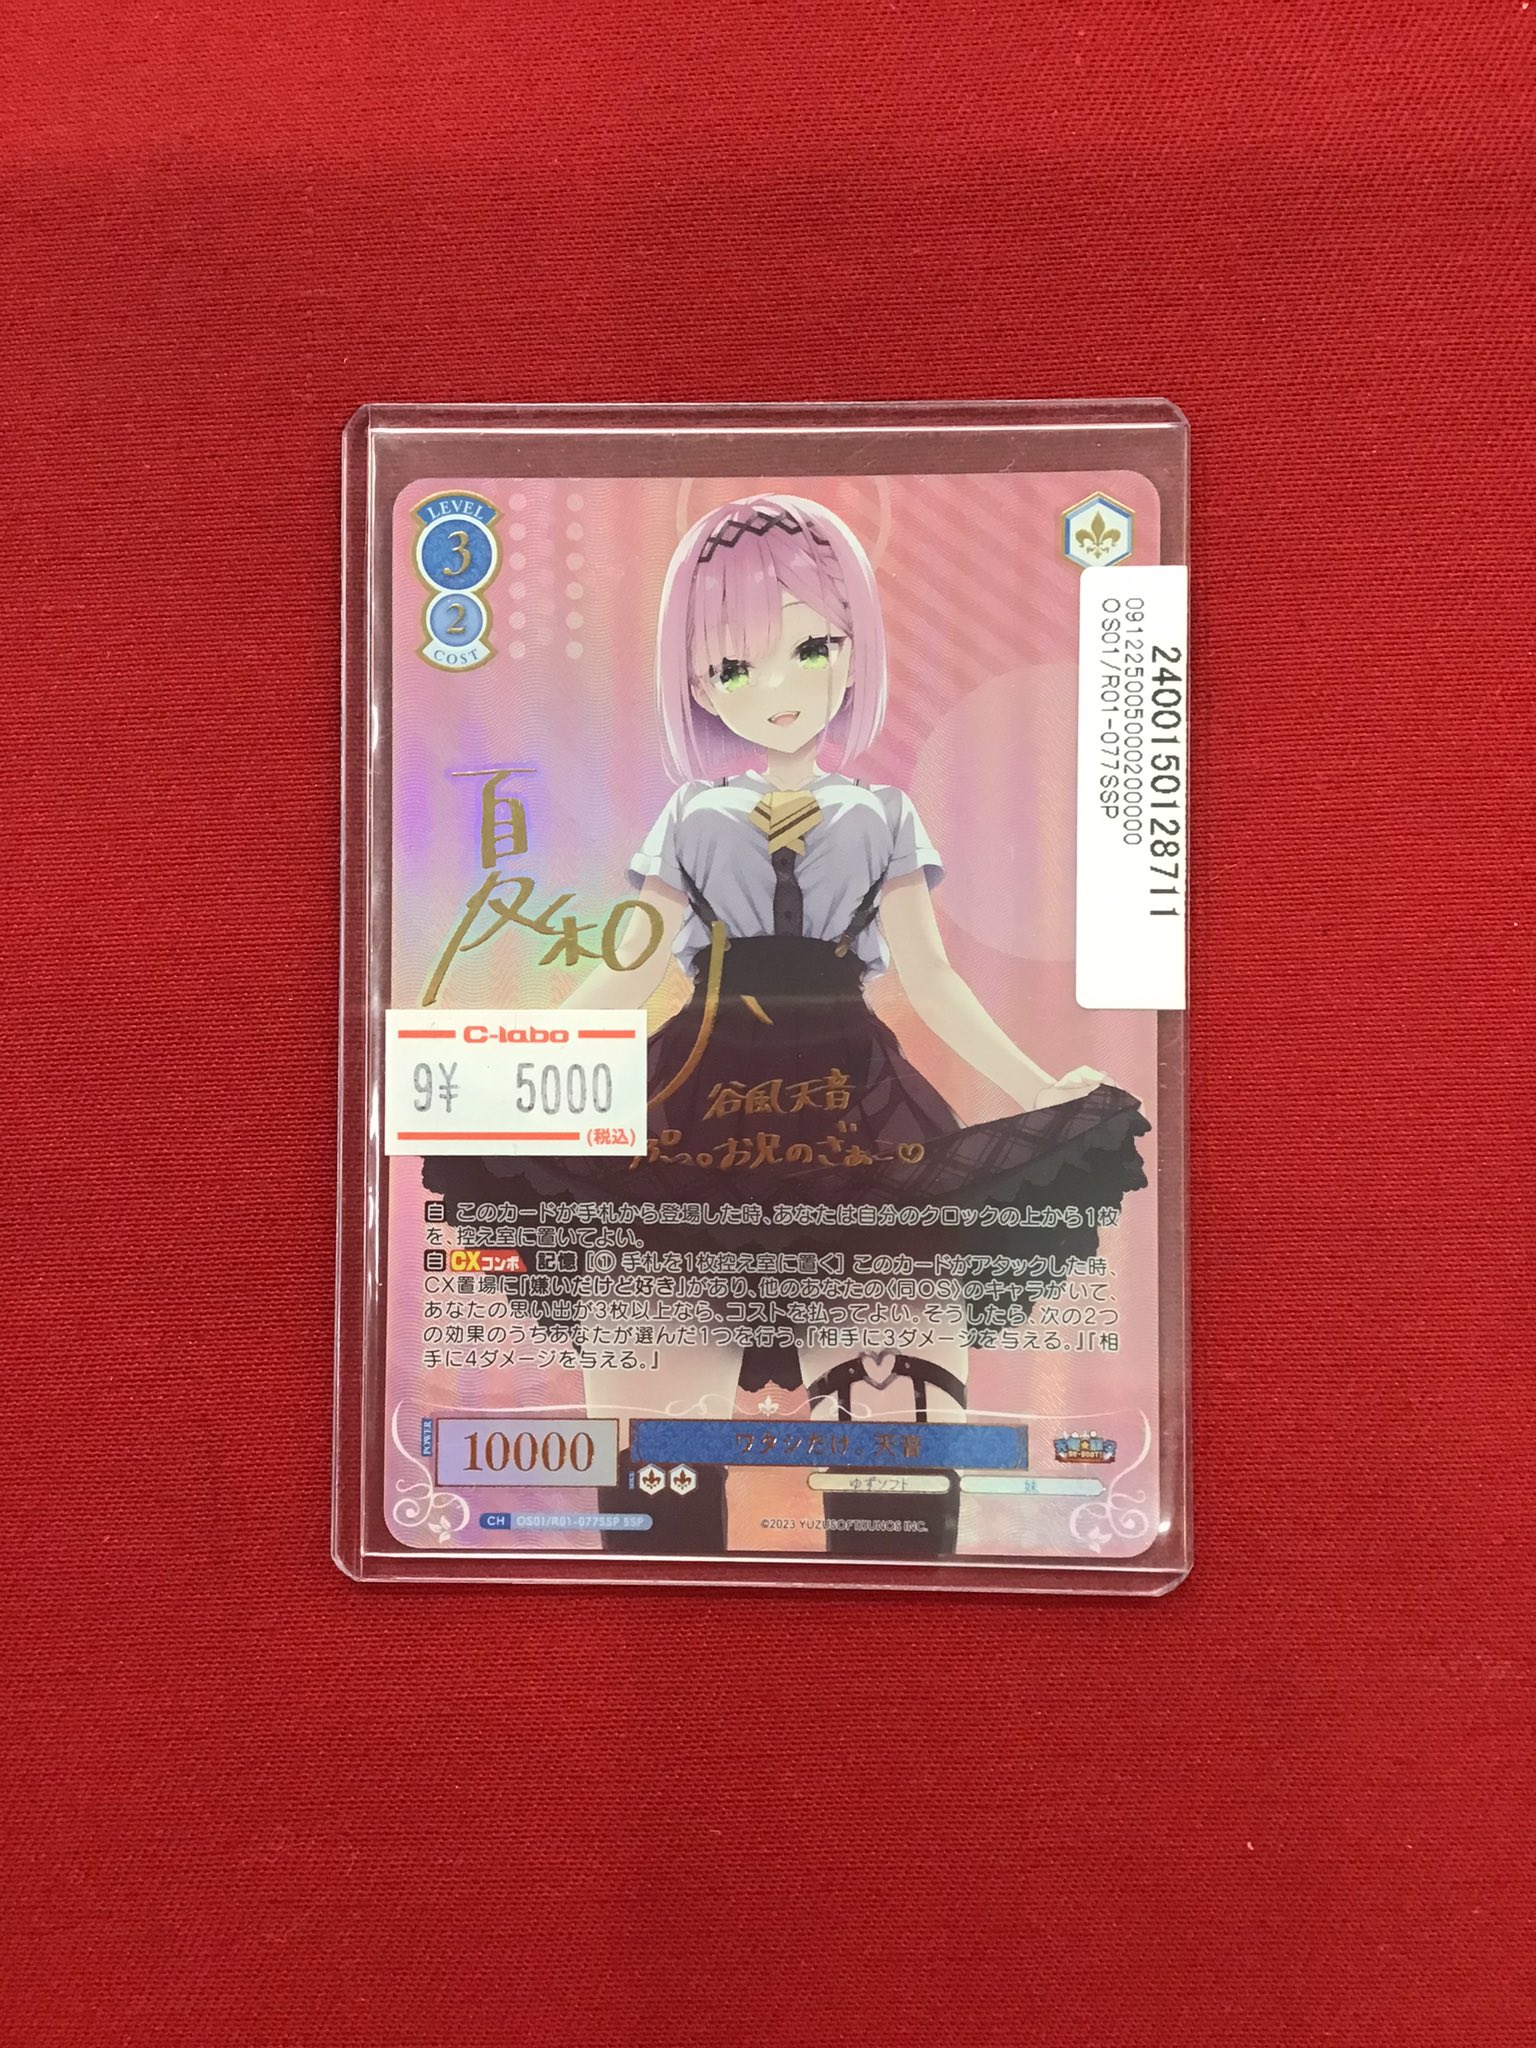 LEVEL
3
2
COST
2400150128711
0912250050002000000
OS01/R01-077SSP
夏和
C-labo
9¥ 5000
(税込)
谷風天音
ぷーっ。お兄のざぁーこ♡
自 このカードが手札から登場した時、あなたは自分のクロックの上から1枚
を、控え室に置いてよい。
自 CXコンボ 記憶 [① 手札を1枚控え室に置く] このカードがアタックした時、
CX置場に「嫌いだけど好き」があり、他のあなたの〈同OS〉のキャラがいて、
あなたの思い出が3枚以上なら、コストを払ってよい。そうしたら、次の2つ
の効果のうちあなたが選んだ1つを行う。「相手に3ダメージを与える。」「相
手に4ダメージを与える。」
POWER
10000
ワタシだけ。天音
天使☆騒々
RE-BOOT!
ゆずソフト
妹
CH OS01/R01-077SSP SSP
©2023 YUZUSOFT/JUNOS INC.